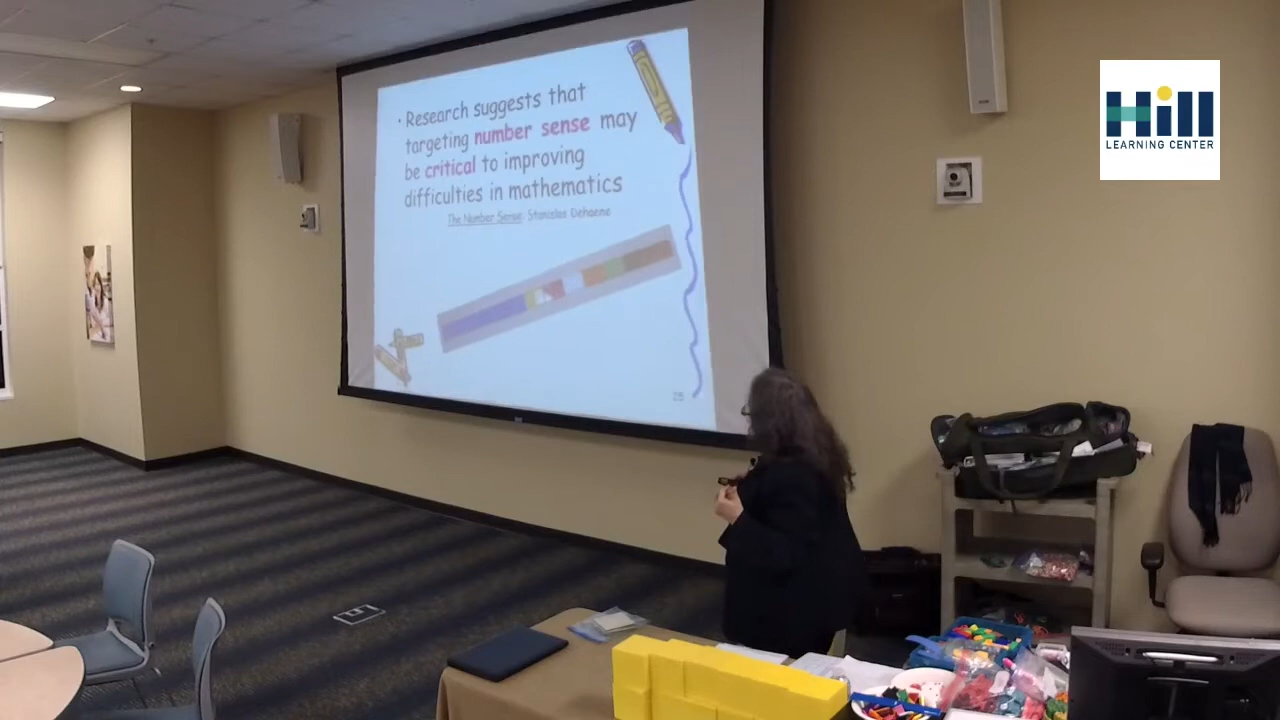 • Research suggests that
targeting number sense may
be critical to improving
difficulties in mathematics
The Number Sense: Stanislas Dehaene
25
Hill
LEARNING CENTER